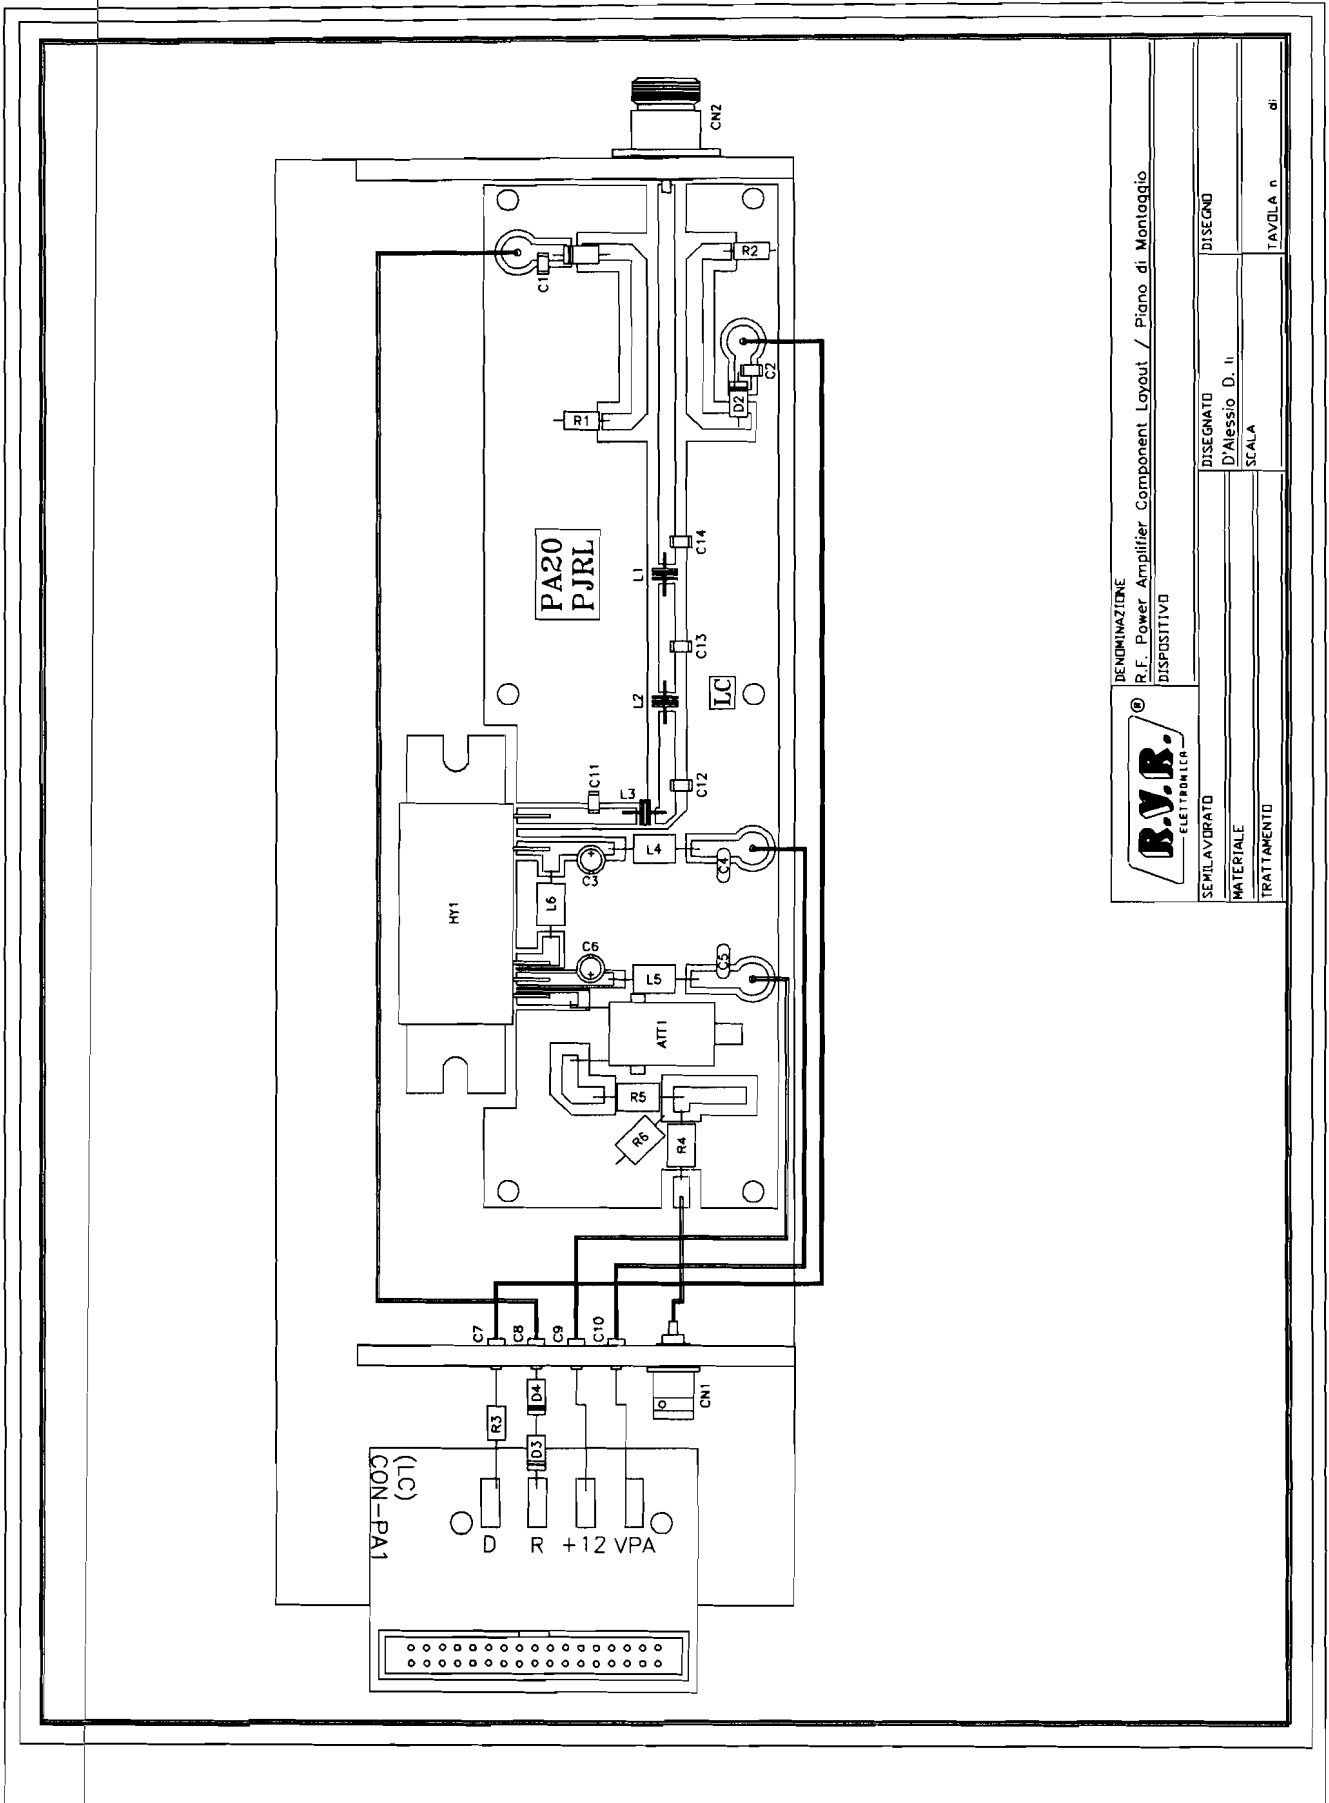 CN2
C1
R2
C2
D2
R1
PA20
PJRL
C14
L1
C13
L2
LC
C11
L3
C12
HY1
C3
L4
C4
L6
C6
L5
C5
ATT1
R5
R6
R4
C7
C8
C9
C10
CN1
R3
D4
D3
(LC)
CON-PA1
D
R
+12
VPA
R.V.R.®
ELETTRONICA
DENOMINAZIONE
R.F. Power Amplifier Component Layout / Piano di Montaggio
DISPOSITIVO
SEMILAVORATO
MATERIALE
TRATTAMENTO
DISEGNATO
D'Alessio D.
SCALA
DISEGNO
TAVOLA n di